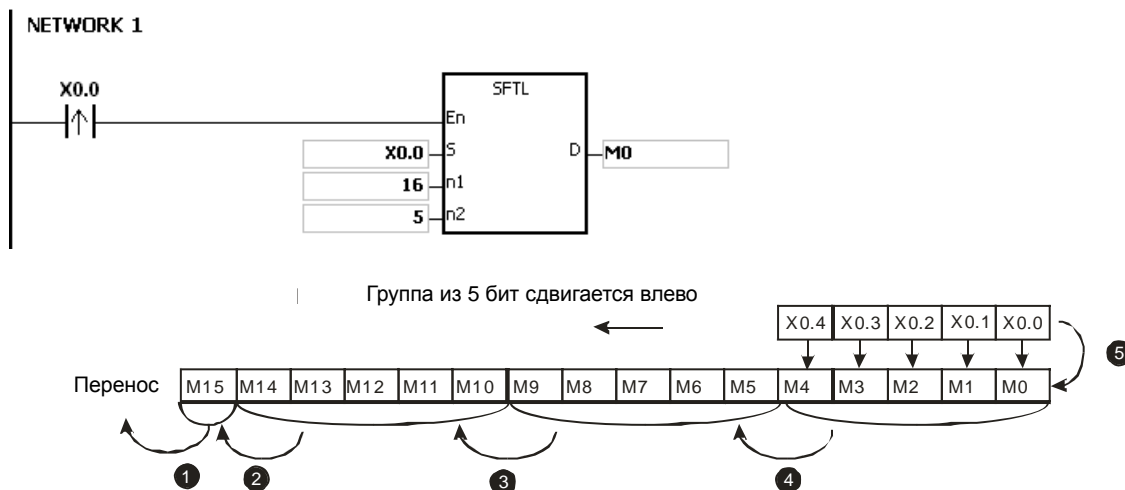 NETWORK 1
X0.0
SFTL
En
X0.0 S D M0
16 n1
5 n2
Группа из 5 бит сдвигается влево
X0.4 X0.3 X0.2 X0.1 X0.0
5
Перенос M15 M14 M13 M12 M11 M10 M9 M8 M7 M6 M5 M4 M3 M2 M1 M0
1 2 3 4